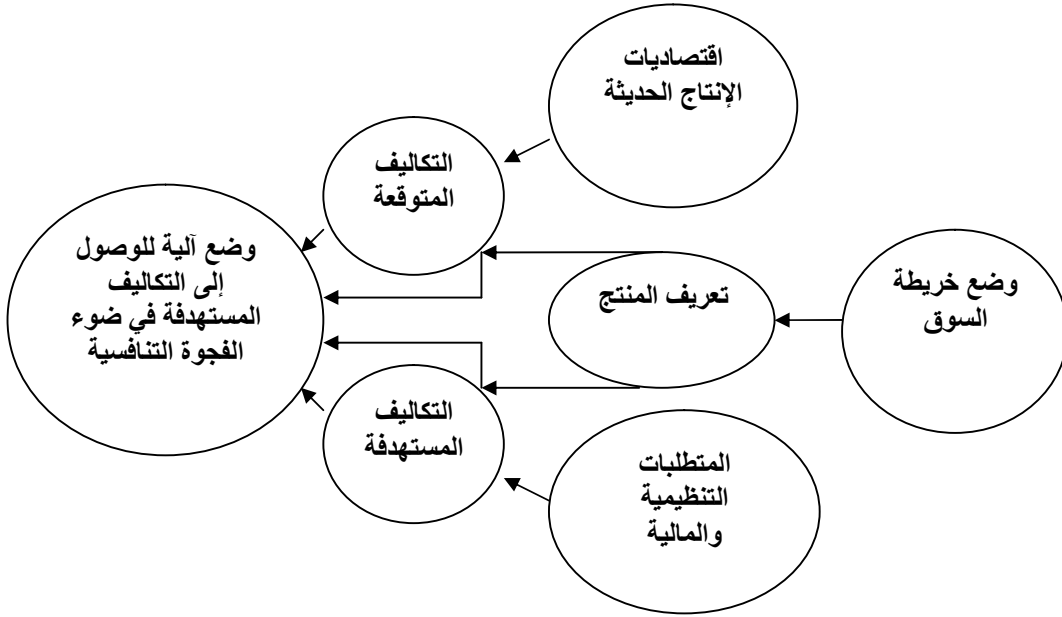 اقتصاديات
الإنتاج الحديثة
التكاليف
المتوقعة
وضع آلية للوصول
إلى التكاليف
المستهدفة في ضوء
الفجوة التنافسية
تعريف المنتج
وضع خريطة
السوق
التكاليف
المستهدفة
المتطلبات
التنظيمية
والمالية